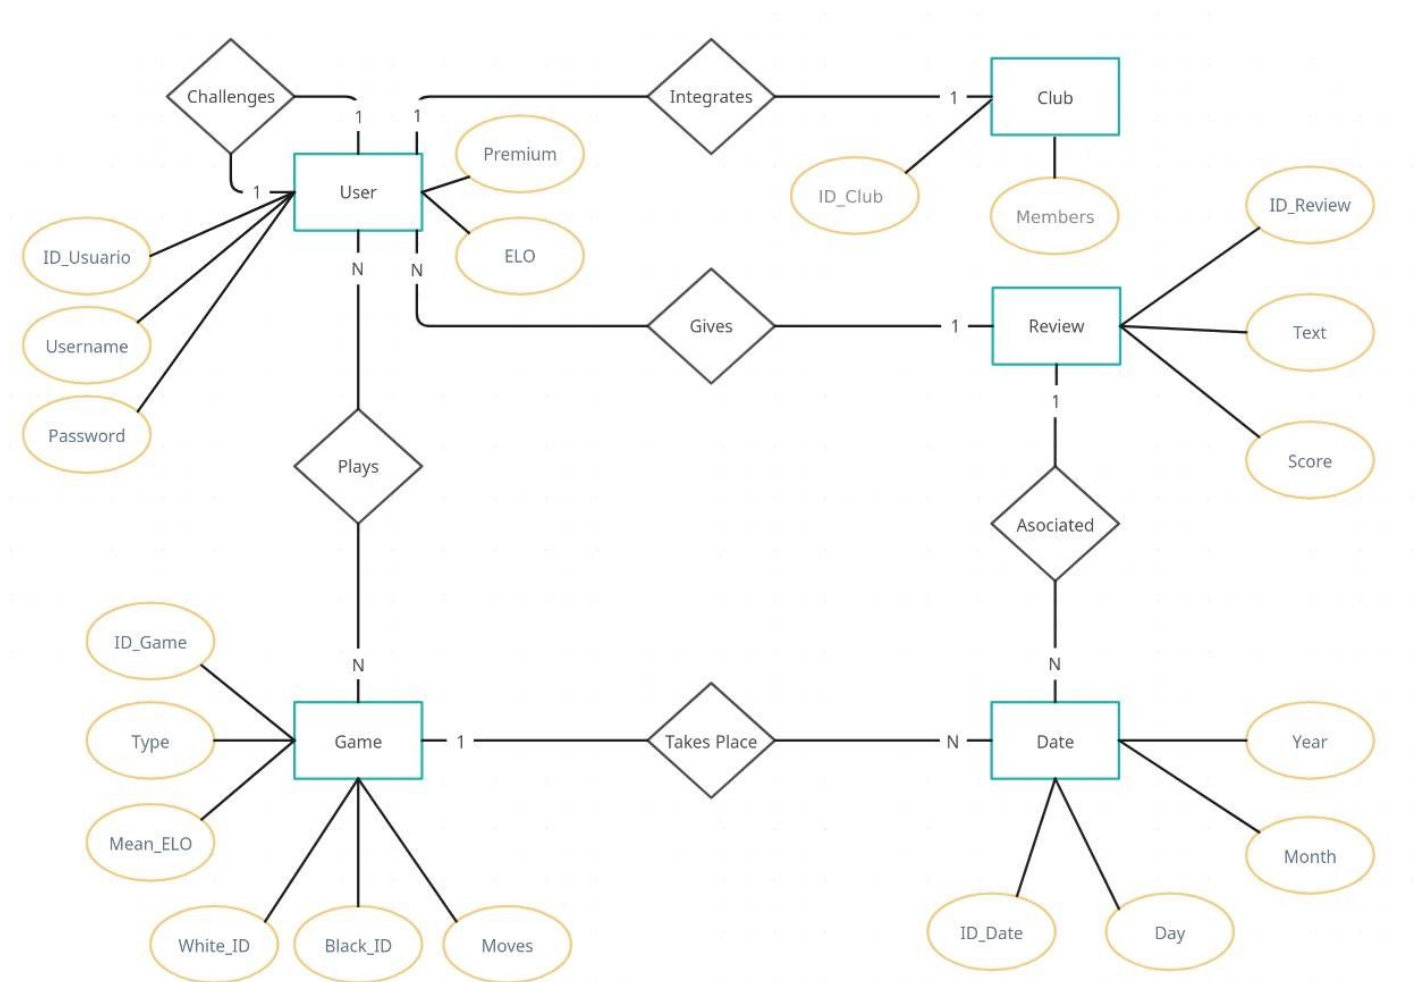 Challenges
Integrates
1
Club
1
1
Premium
User
1
ID_Club
Members
ID_Review
ID_Usuario
ELO
N
N
Username
Gives
1
Review
Text
1
Password
Plays
Score
Asociated
ID_Game
N
N
Type
Game
1
Takes Place
N
Date
Year
Mean_ELO
Month
White_ID
Black_ID
Moves
ID_Date
Day